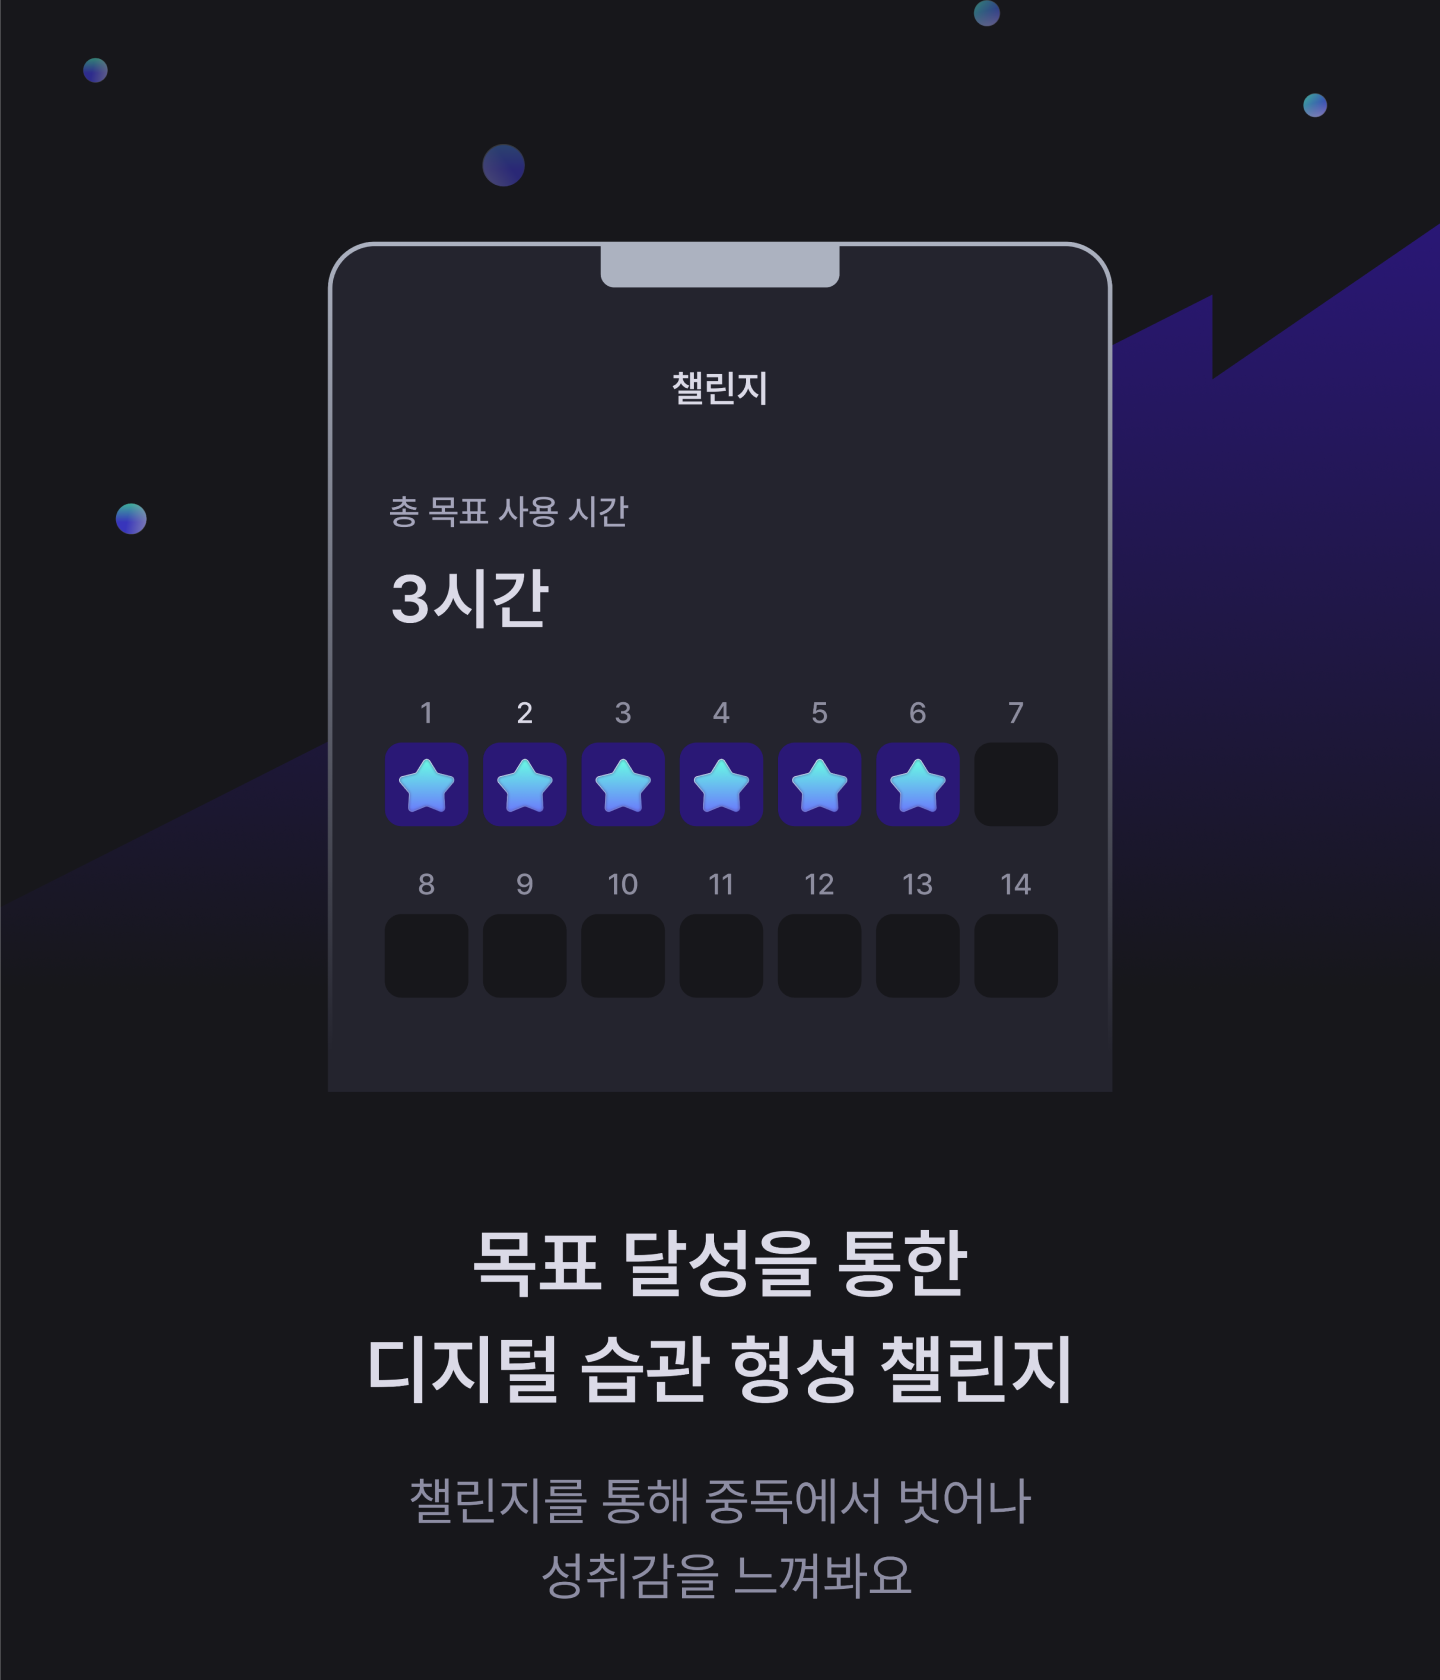 챌린지
총 목표 사용 시간
3시간
1 2 3 4 5 6 7
8 9 10 11 12 13 14
목표 달성을 통한
디지털 습관 형성 챌린지
챌린지를 통해 중독에서 벗어나
성취감을 느껴봐요